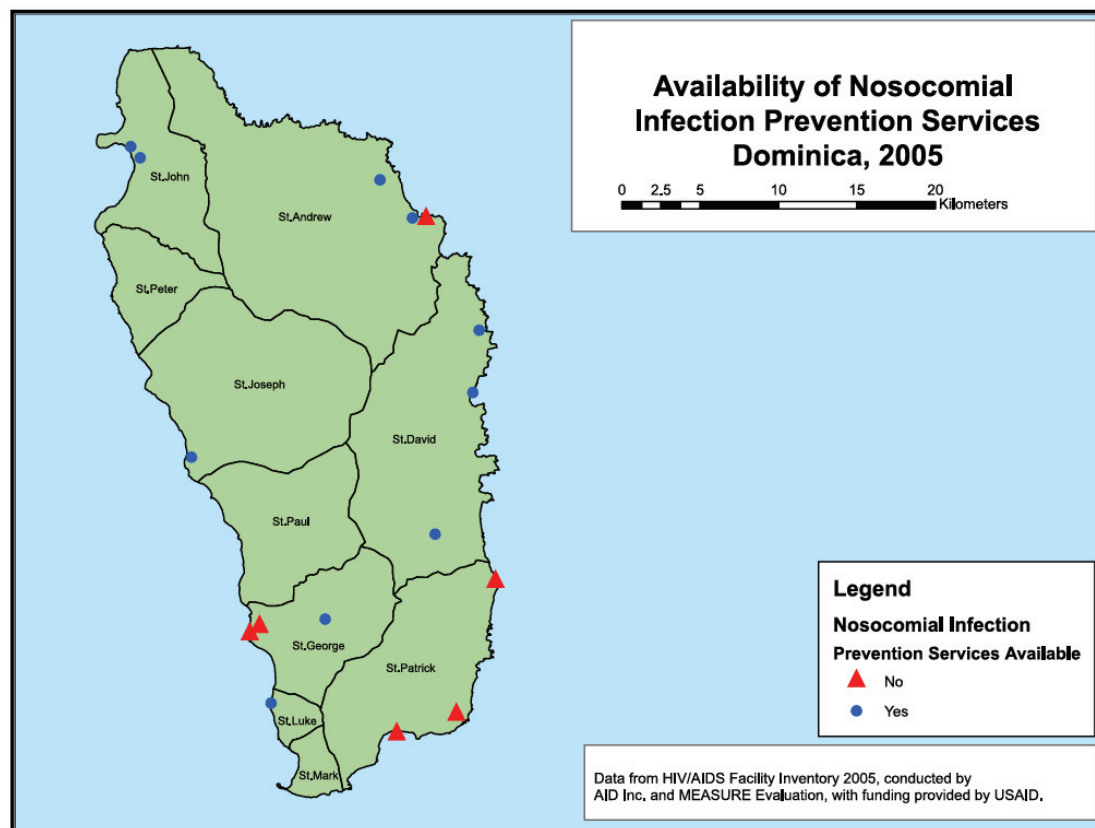 Availability of Nosocomial
Infection Prevention Services
Dominica, 2005
0 2.5 5 10 15 20
Kilometers
St.John
St.Andrew
St.Peter
St.Joseph
St.David
St.Paul
St.George
St.Patrick
St.Luke
St.Mark
Legend
Nosocomial Infection
Prevention Services Available
No
Yes
Data from HIV/AIDS Facility Inventory 2005, conducted by
AID Inc. and MEASURE Evaluation, with funding provided by USAID.